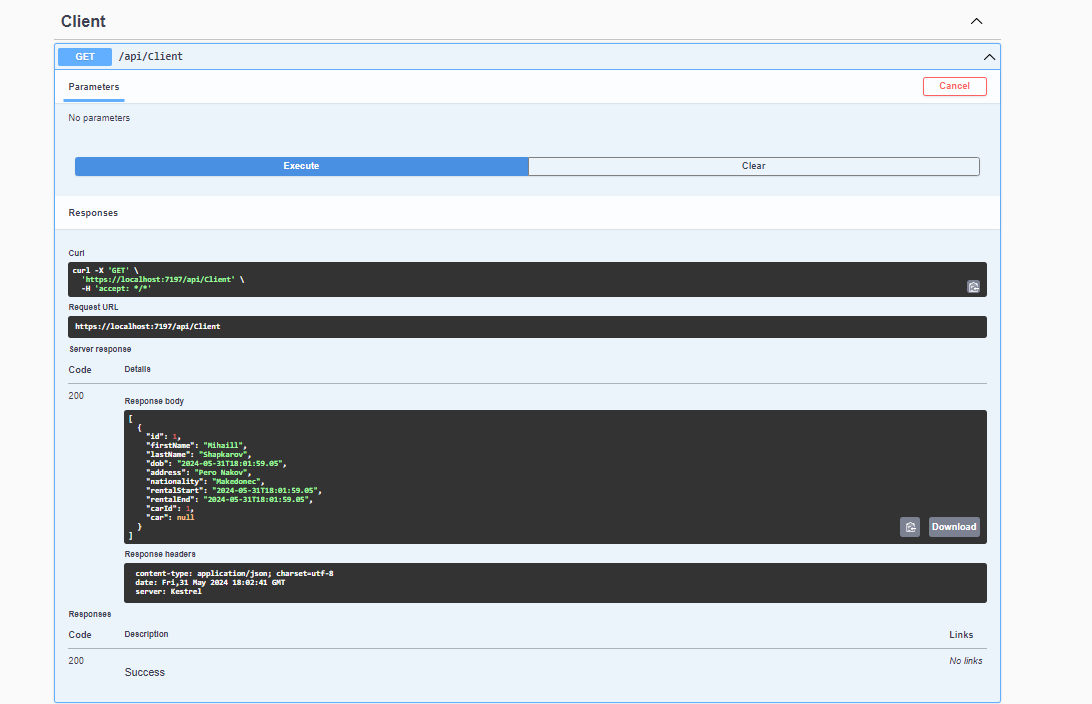 Client
GET /api/Client
Parameters Cancel
No parameters
Execute Clear
Responses
Curl
curl -X 'GET' \
'https://localhost:7197/api/Client' \
-H 'accept: */*'
Request URL
https://localhost:7197/api/Client
Server response
Code Details
200
Response body
[
{
"id": 1,
"firstName": "Mihaill",
"lastName": "Shapkarov",
"dob": "2024-05-31T18:01:59.05",
"address": "Pero Nakov",
"nationality": "Makedonec",
"rentalStart": "2024-05-31T18:01:59.05",
"rentalEnd": "2024-05-31T18:01:59.05",
"carId": 1,
"car": null
}
]
Download
Response headers
content-type: application/json; charset=utf-8
date: Fri,31 May 2024 18:02:41 GMT
server: Kestrel
Responses
Code Description Links
200 No links
Success